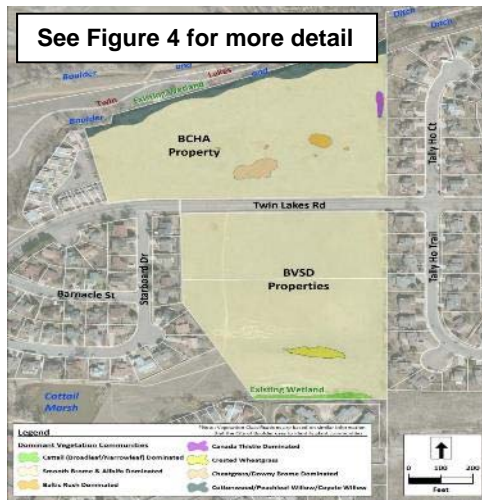 See Figure 4 for more detail
Ditch
Ditch
Boulder
and
Lakes
and
Twin
Existing Wetland
Boulder
BCHA
Property
Tally Ho Ct
Twin Lakes Rd
Starboard Dr
Tally Ho Trail
BVSD
Properties
Barnacle St
Existing Wetland
Cattail
Marsh
Legend
Dominant Vegetation Communities
Cattail (Broadleaf/Narrowleaf) Dominated
Smooth Brome & Alfalfa Dominated
Baltic Rush Dominated
Canada Thistle Dominated
Crested Wheatgrass
Cheatgrass/Downy Brome Dominated
Cottonwood/Peachleaf Willow/Coyote Willow
0 100 200
Feet